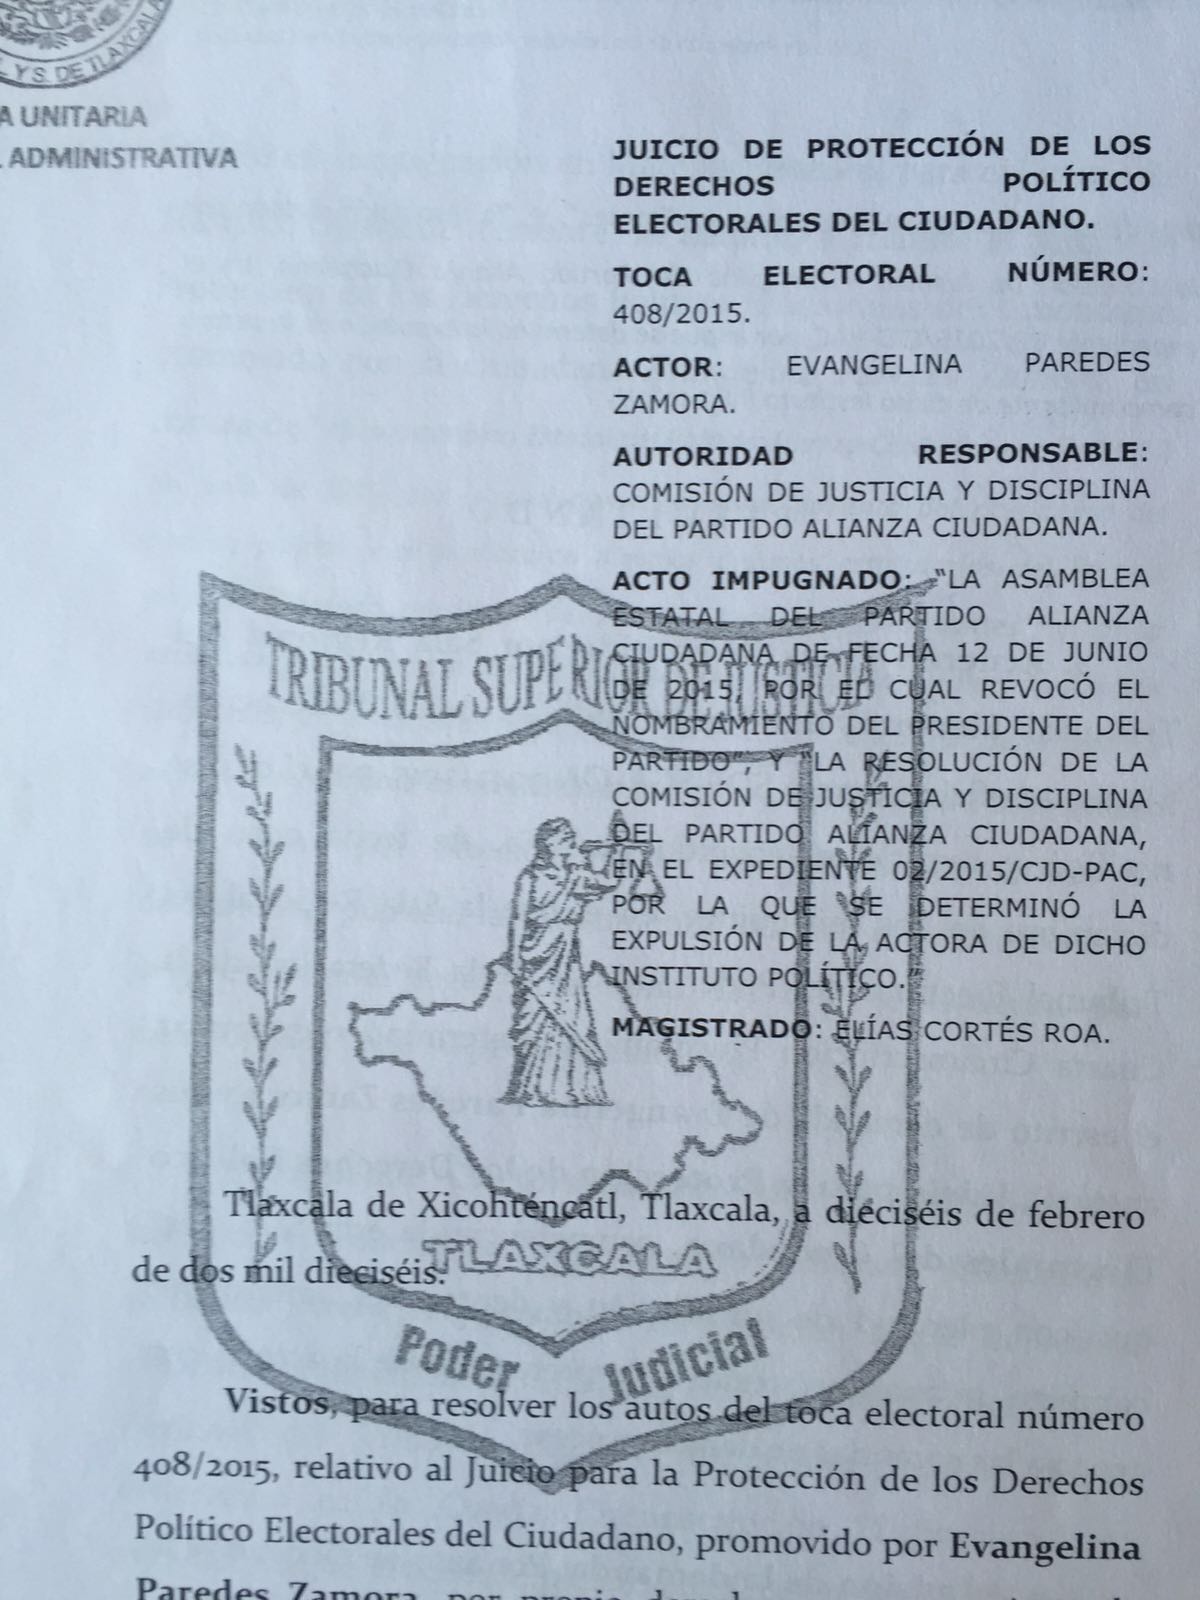 L Y S. DE TLAXCALA
A UNITARIA
ADMINISTRATIVA
JUICIO DE PROTECCIÓN DE LOS
DERECHOS POLÍTICO
ELECTORALES DEL CIUDADANO.
TOCA ELECTORAL NÚMERO:
408/2015.
ACTOR: EVANGELINA PAREDES
ZAMORA.
AUTORIDAD RESPONSABLE:
COMISIÓN DE JUSTICIA Y DISCIPLINA
DEL PARTIDO ALIANZA CIUDADANA.
ACTO IMPUGNADO: "LA ASAMBLEA
ESTATAL DEL PARTIDO ALIANZA
CIUDADANA DE FECHA 12 DE JUNIO
DE 2015, POR EL CUAL REVOCÓ EL
NOMBRAMIENTO DEL PRESIDENTE DEL
PARTIDO", Y "LA RESOLUCIÓN DE LA
COMISIÓN DE JUSTICIA Y DISCIPLINA
DEL PARTIDO ALIANZA CIUDADANA,
EN EL EXPEDIENTE 02/2015/CJD-PAC,
POR LA QUE SE DETERMINÓ LA
EXPULSIÓN DE LA ACTORA DE DICHO
INSTITUTO POLÍTICO."
MAGISTRADO: ELÍAS CORTÉS ROA.
TRIBUNAL SUPERIOR DE JUSTICIA
Tlaxcala de Xicohténcatl, Tlaxcala, a dieciséis de febrero
de dos mil dieciséis.
TLAXCALA
Poder Judicial
Vistos, para resolver los autos del toca electoral número
408/2015, relativo al Juicio para la Protección de los Derechos
Político Electorales del Ciudadano, promovido por Evangelina
Paredes Zamora, por propio